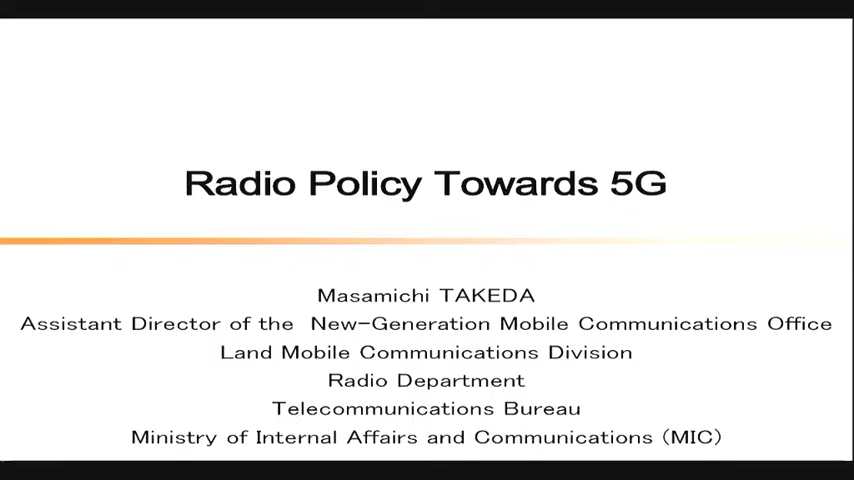 Radio Policy Towards 5G
Masamichi TAKEDA
Assistant Director of the New-Generation Mobile Communications Office
Land Mobile Communications Division
Radio Department
Telecommunications Bureau
Ministry of Internal Affairs and Communications (MIC)